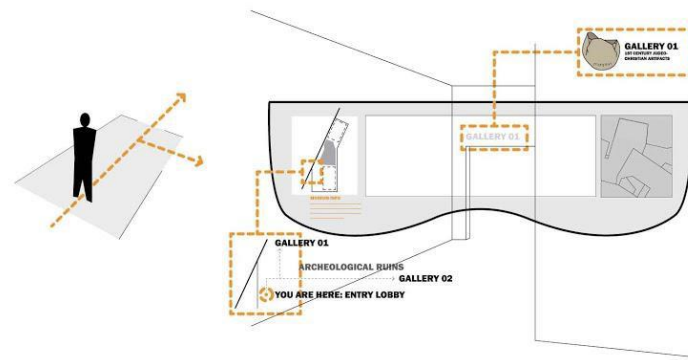 GALLERY 01
1ST CENTURY JUDEO-
CHRISTIAN ARTIFACTS
GALLERY 01
GALLERY 01
ARCHEOLOGICAL RUINS
GALLERY 02
YOU ARE HERE: ENTRY LOBBY